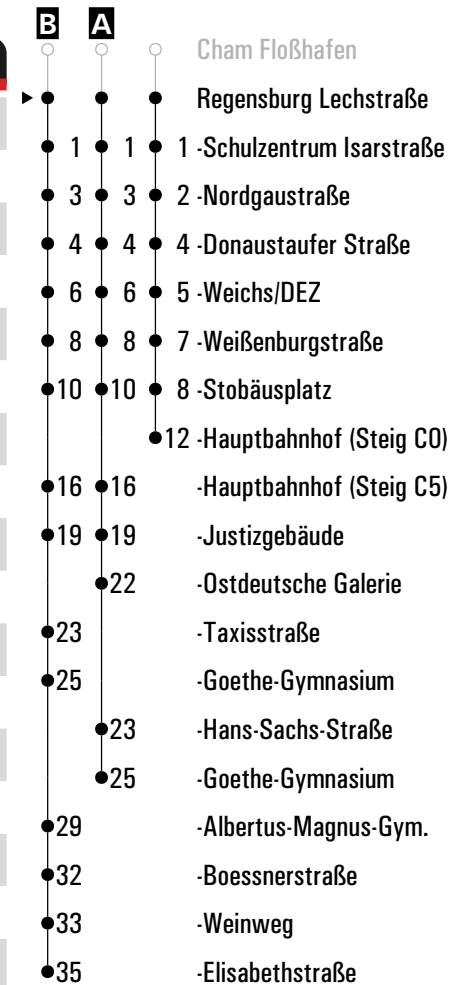 B A
Cham Floßhafen
Regensburg Lechstraße
1 1 1 -Schulzentrum Isarstraße
3 3 2 -Nordgaustraße
4 4 4 -Donaustaufer Straße
6 6 5 -Weichs/DEZ
8 8 7 -Weißenburgstraße
10 10 8 -Stobäusplatz
12 -Hauptbahnhof (Steig C0)
16 16 -Hauptbahnhof (Steig C5)
19 19 -Justizgebäude
22 -Ostdeutsche Galerie
23 -Taxisstraße
25 -Goethe-Gymnasium
23 -Hans-Sachs-Straße
25 -Goethe-Gymnasium
29 -Albertus-Magnus-Gym.
32 -Boessnerstraße
33 -Weinweg
35 -Elisabethstraße